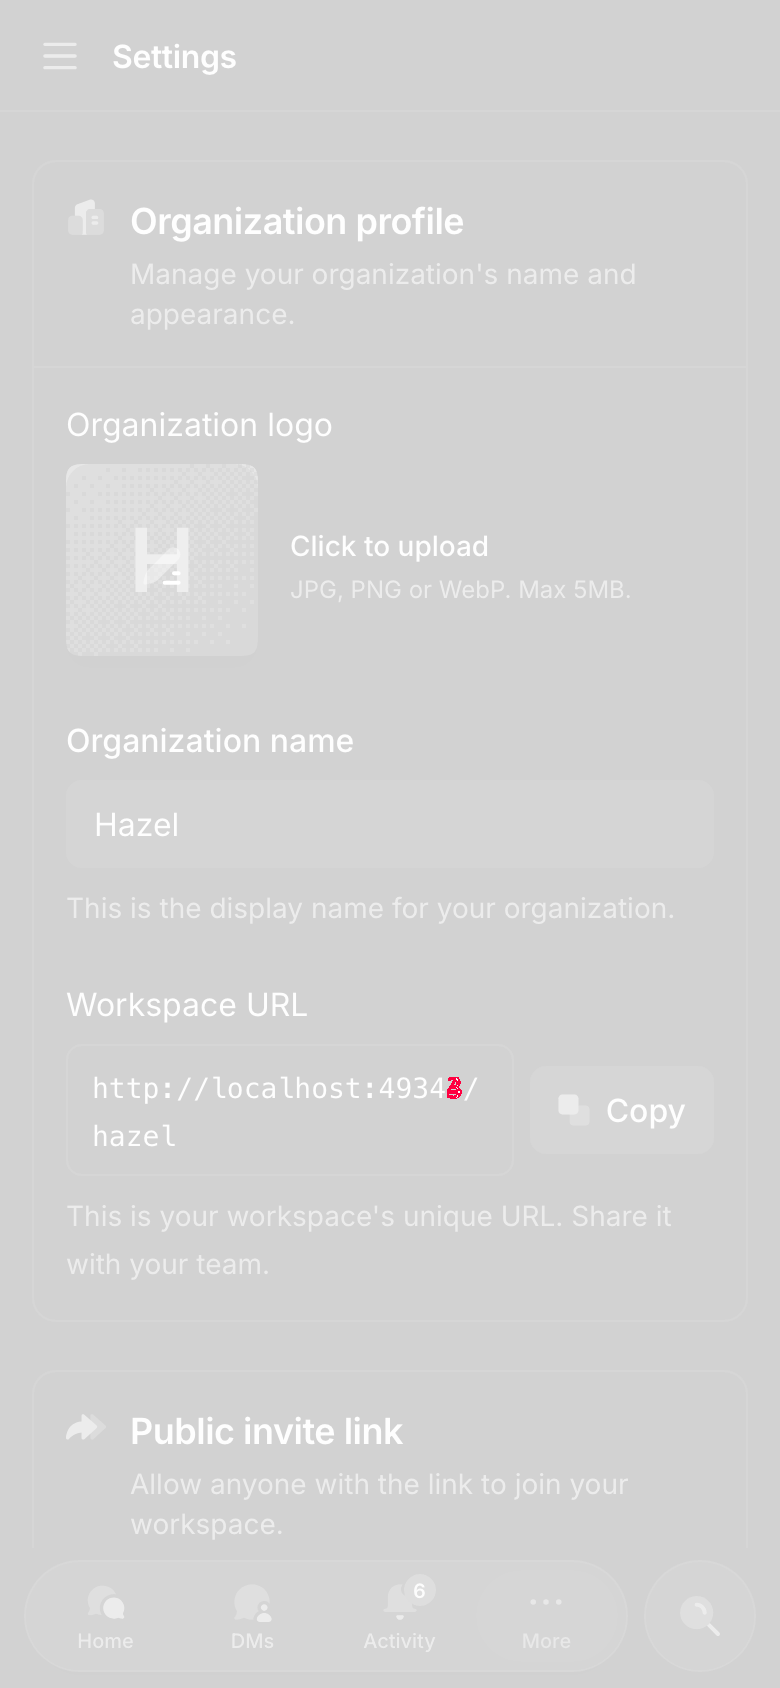 Settings
Organization profile
Manage your organization's name and
appearance.
Organization logo
H
Click to upload
JPG, PNG or WebP. Max 5MB.
Organization name
Hazel
This is the display name for your organization.
Workspace URL
Copy
hazel
This is your workspace's unique URL. Share it
with your team.
Public invite link
Allow anyone with the link to join your
workspace.
6
Home
DMs
Activity
More